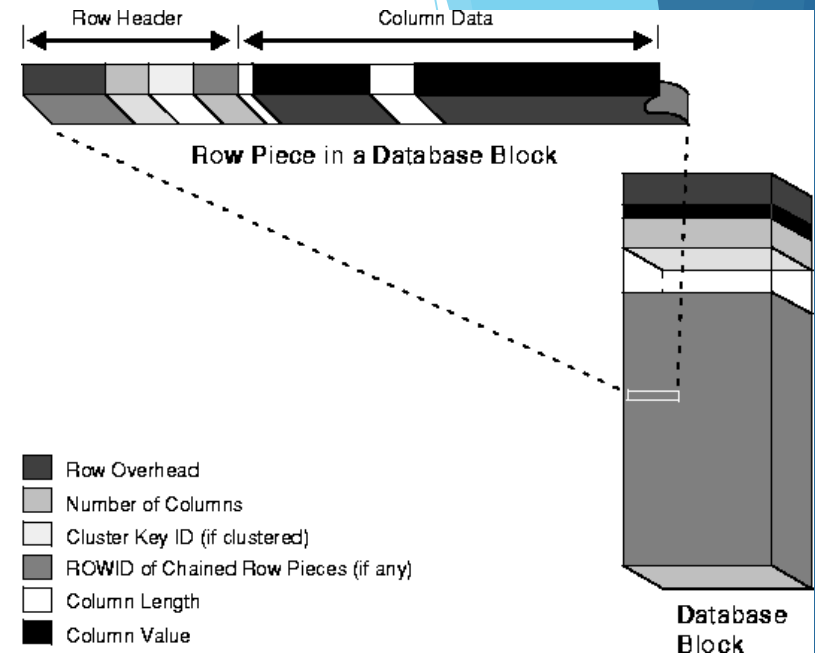 Row Header
Column Data
Row Piece in a Database Block
Row Overhead
Number of Columns
Cluster Key ID (if clustered)
ROWID of Chained Row Pieces (if any)
Column Length
Column Value
Database
Block